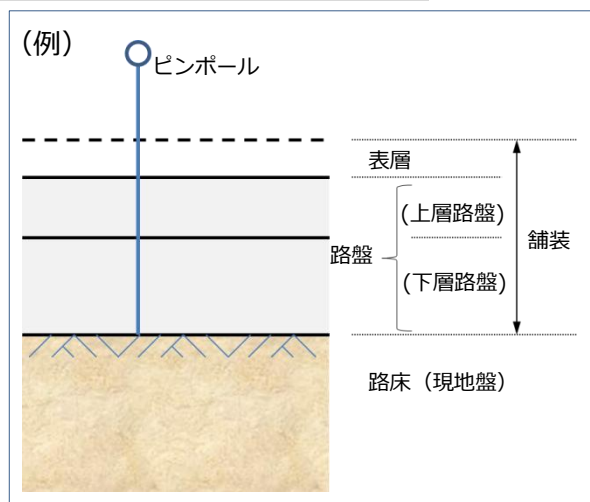 (例)
ピンポール
表層
(上層路盤)
路盤
舗装
(下層路盤)
路床（現地盤）